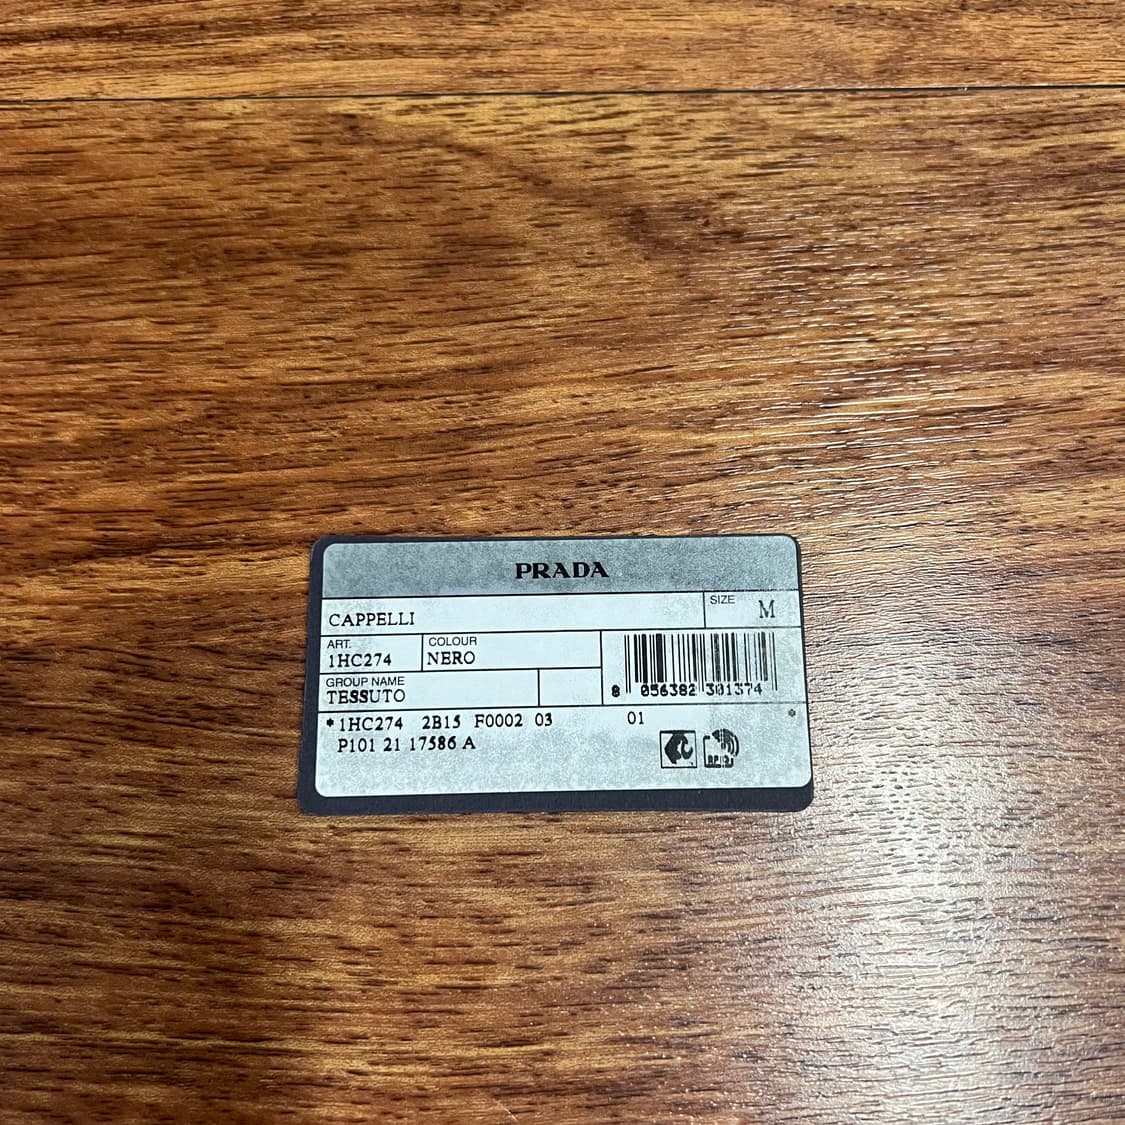 PRADA
CAPPELLI
SIZE M
ART.
1HC274
COLOUR
NERO
GROUP NAME
TESSUTO
8 056382 301374
*1HC274 2B15 F0002 03 01 *
P101 21 17586 A
RFID